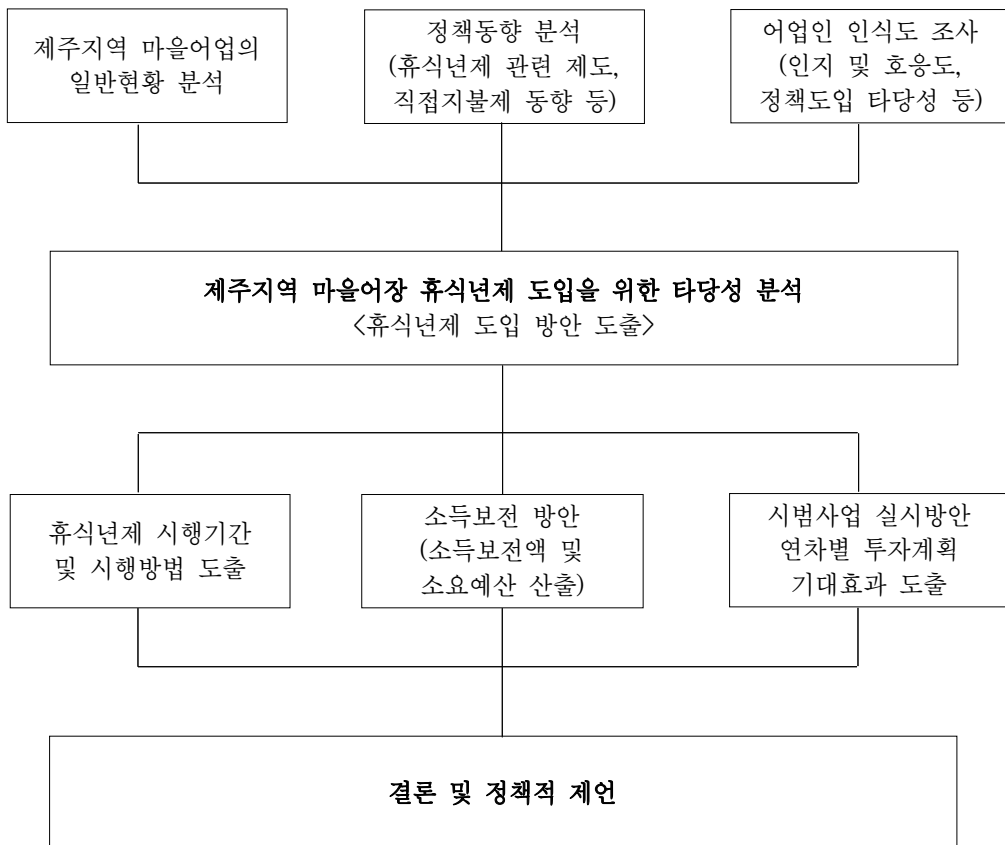 제주지역 마을어업의
일반현황 분석
정책동향 분석
(휴식년제 관련 제도,
직접지불제 동향 등)
어업인 인식도 조사
(인지 및 호응도,
정책도입 타당성 등)
제주지역 마을어장 휴식년제 도입을 위한 타당성 분석
<휴식년제 도입 방안 도출>
휴식년제 시행기간
및 시행방법 도출
소득보전 방안
(소득보전액 및
소요예산 산출)
시범사업 실시방안
연차별 투자계획
기대효과 도출
결론 및 정책적 제언